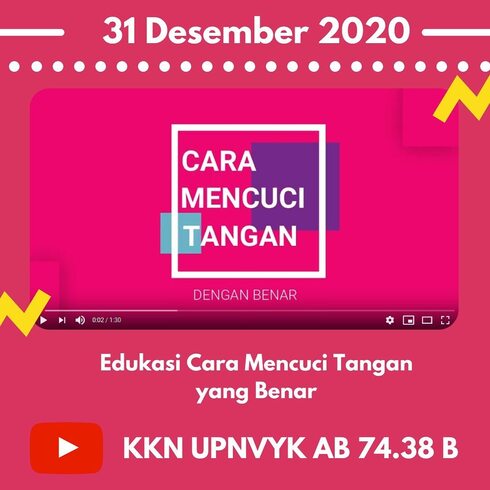 31 Desember 2020
CARA
MENCUCI
TANGAN
DENGAN BENAR
0:02 / 1:30
Edukasi Cara Mencuci Tangan
yang Benar
KKN UPNVYK AB 74.38 B